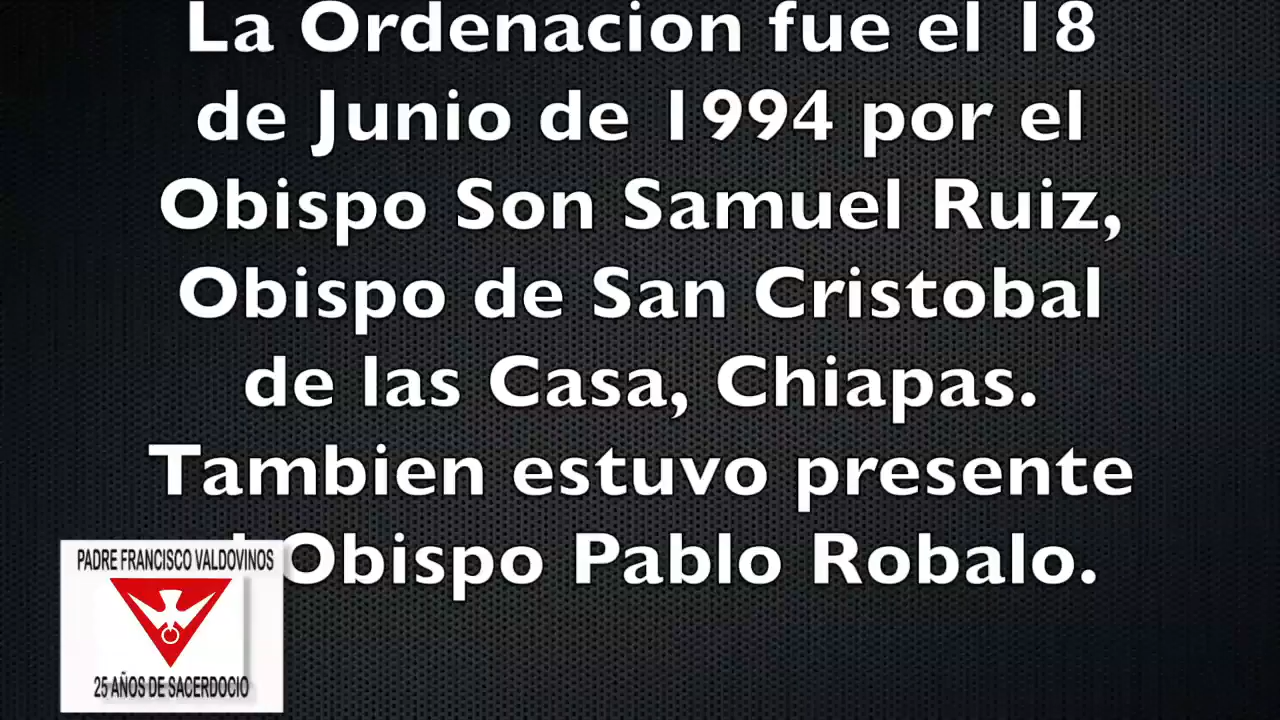 La Ordenacion fue el 18
de Junio de 1994 por el
Obispo Son Samuel Ruiz,
Obispo de San Cristobal
de las Casa, Chiapas.
Tambien estuvo presente
Obispo Pablo Robalo.
PADRE FRANCISCO VALDOVINOS
25 AÑOS DE SACERDOCIO